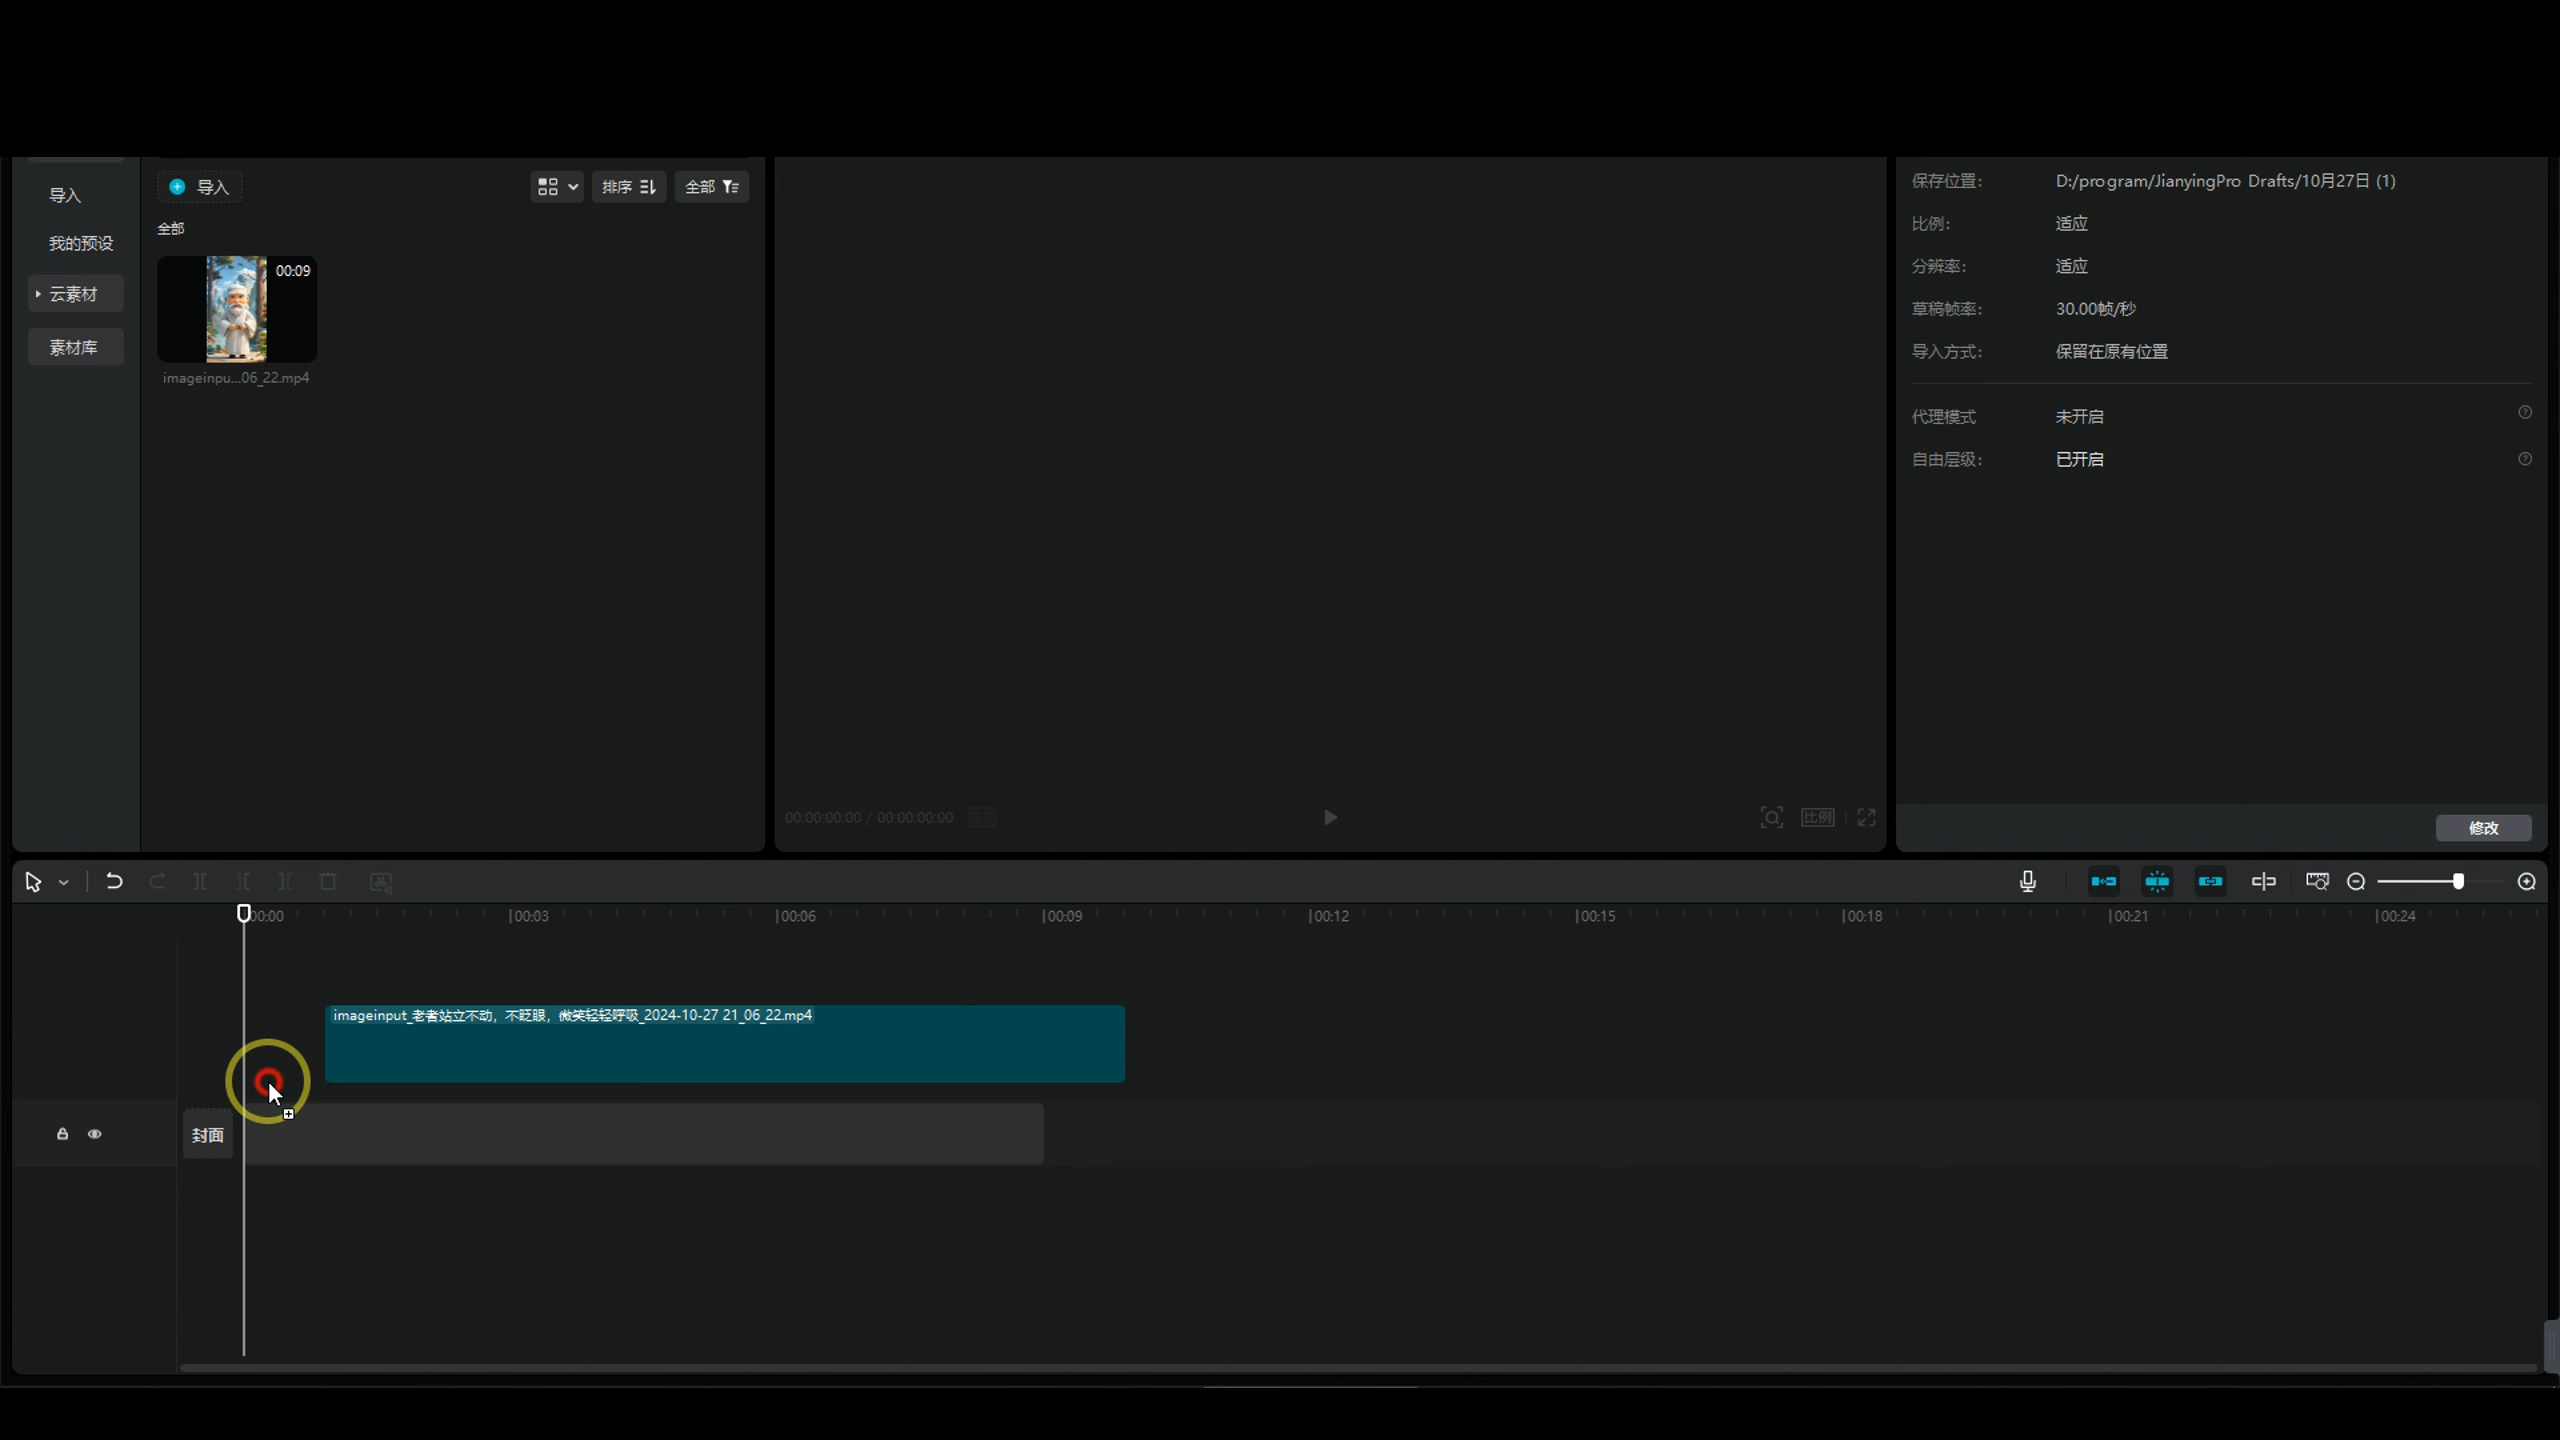 导入
我的预设
云素材
素材库
导入
排序
全部
全部
00:09
imageinpu...06_22.mp4
00:00:00:00 / 00:00:00:00
比例
保存位置: D:/program/JianyingPro Drafts/10月27日 (1)
比例: 适应
分辨率: 适应
草稿帧率: 30.00帧/秒
导入方式: 保留在原有位置
代理模式 未开启
自由层级: 已开启
修改
00:00 00:03 00:06 00:09 00:12 00:15 00:18 00:21 00:24
imageinput_老者站立不动，不眨眼，微笑轻轻呼吸_2024-10-27 21_06_22.mp4
封面